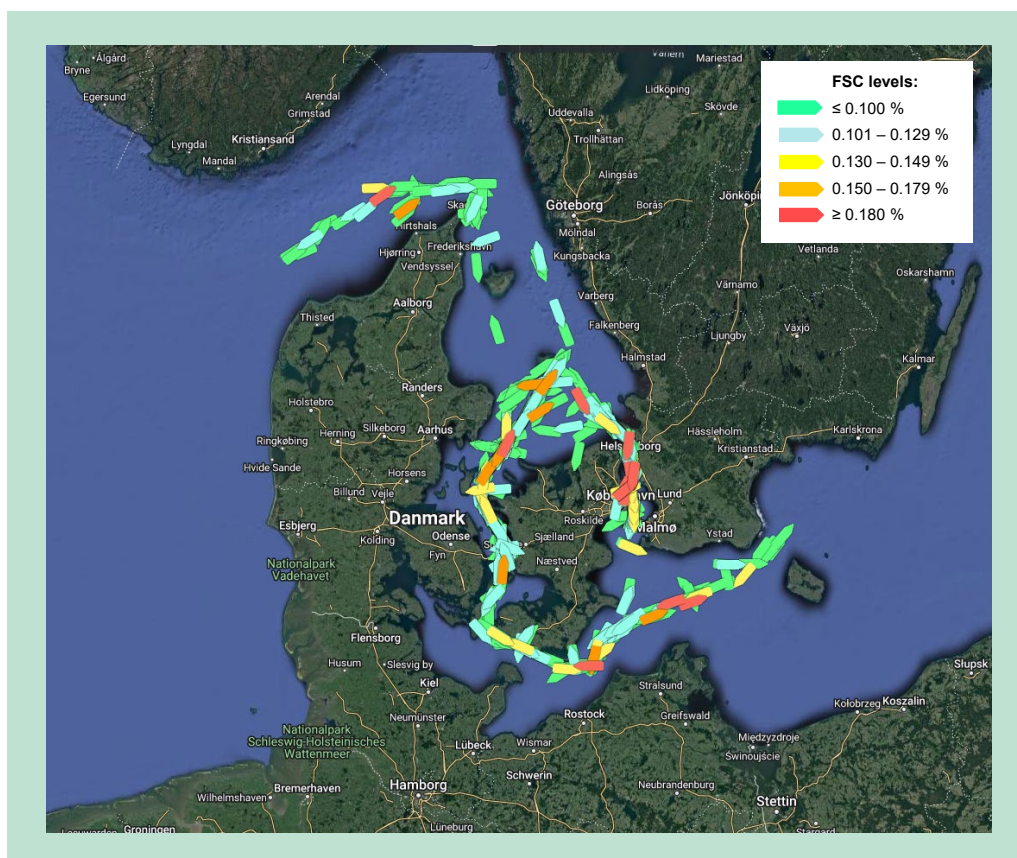 Vänern
Mariestad
Ålgård
Bryne
Egersund
Arendal
Grimstad
Lidköping
Skövde
Uddevalla
Trollhättan
Lyngdal
Kristiansand
Mandal
Alingsås
FSC levels:
≤ 0.100 %
0.101 – 0.129 %
0.130 – 0.149 %
0.150 – 0.179 %
≥ 0.180 %
Göteborg
Borås
Jönköpin
Mölndal
Kungsbacka
Vetlanda
Oskarshamn
Ska
Hirtshals
Hjørring
Frederikshavn
Vendsyssel
Värnamo
Varberg
Aalborg
Thisted
Falkenberg
Ljungby
Växjö
Halmstad
Kalmar
Randers
Holstebro
Herning
Silkeborg
Aarhus
Ringkøbing
Hvide Sande
Hässleholm
Karlskrona
Kristianstad
Horsens
Billund
Vejle
Lund
Danmark
Roskilde
Malmø
Ystad
Esbjerg
Kolding
Odense
Fyn
Sjælland
Næstved
Nationalpark
Vadehavet
Flensborg
Husum
Slesvig by
Kiel
Stralsund
Słupsk
Neumünster
Rostock
Greifswald
Kołobrzeg
Koszalin
Nationalpark
Schleswig-Holsteinisches
Wattenmeer
Lübeck
Wismar
Międzyzdroje
Świnoujście
Schwerin
Neubrandenburg
Hamborg
Bremerhaven
Wilhelmshaven
Stettin
Lüneburg
Groningen
Stargard